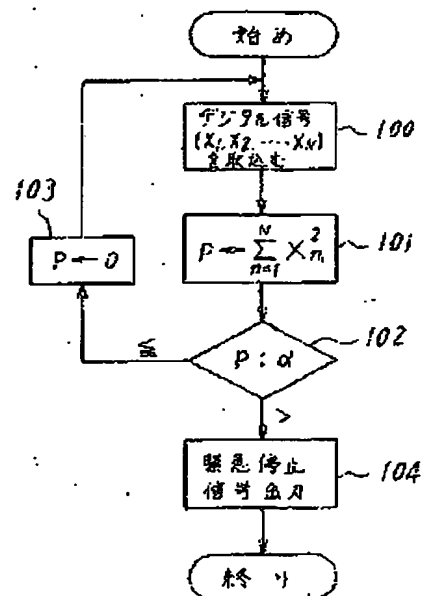 始め
デジタル信号
(X₁, X₂, ‥‥ X_N)
を取込む
100
103
P ← 0
P ← Σ_{n=1}^{N} X_n^2
101
≦
P : α
102
>
緊急停止
信号出力
104
終り